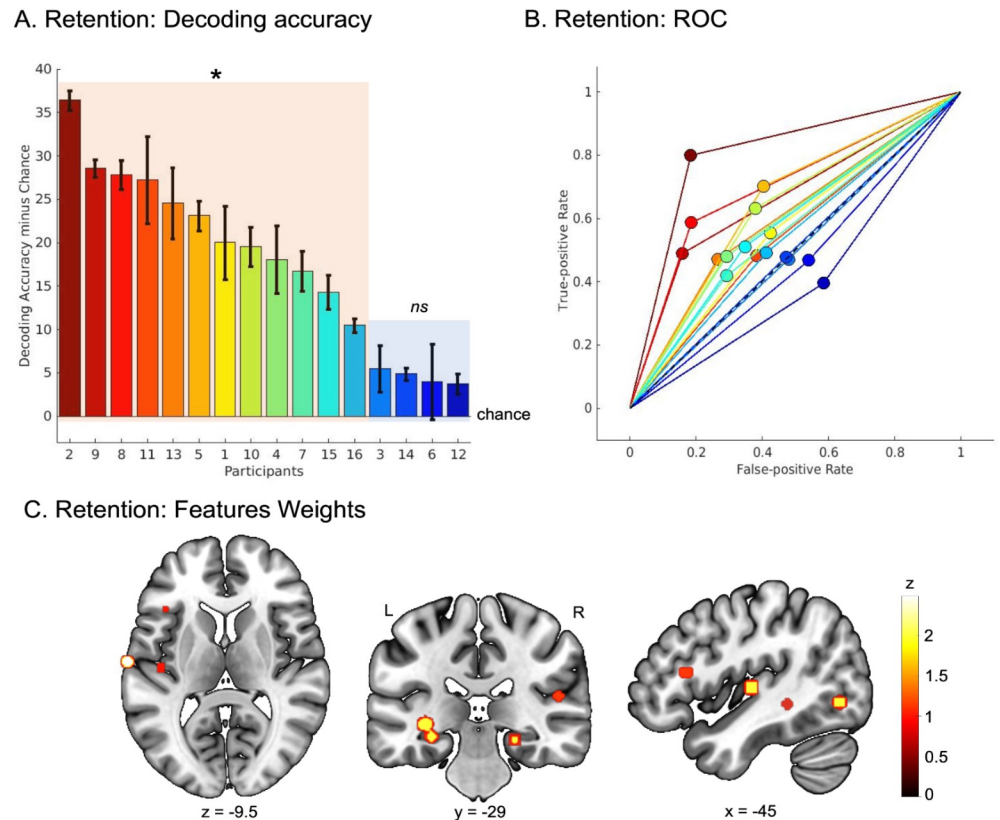 A. Retention: Decoding accuracy
B. Retention: ROC
Decoding Accuracy minus Chance
40
35
30
25
20
15
10
5
0
*
ns
chance
2 9 8 11 13 5 1 10 4 7 15 16 3 14 6 12
Participants
True-positive Rate
1
0.8
0.6
0.4
0.2
0
0 0.2 0.4 0.6 0.8 1
False-positive Rate
C. Retention: Features Weights
L
R
z
2
1.5
1
0.5
0
z = -9.5
y = -29
x = -45